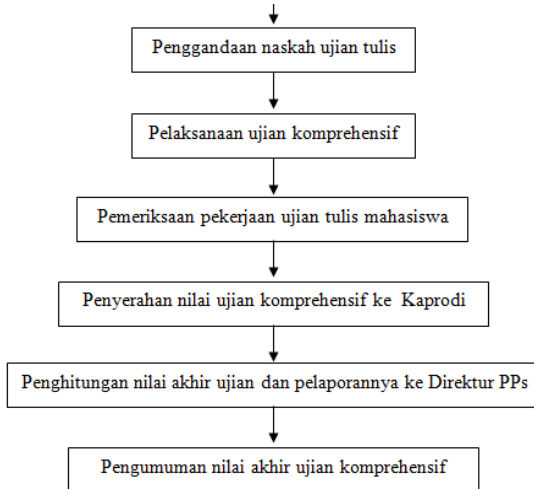 Penggandaan naskah ujian tulis
Pelaksanaan ujian komprehensif
Pemeriksaan pekerjaan ujian tulis mahasiswa
Penyerahan nilai ujian komprehensif ke Kaprodi
Penghitungan nilai akhir ujian dan pelaporannya ke Direktur PPs
Pengumuman nilai akhir ujian komprehensif